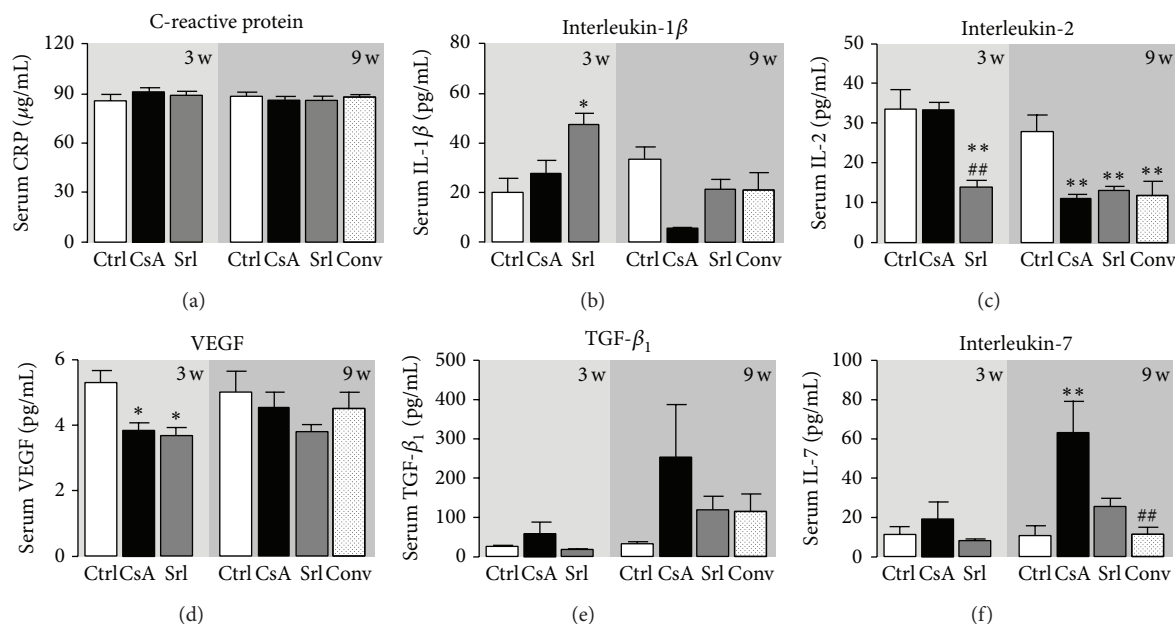 C-reactive protein
Serum CRP (μg/mL)
120
90
60
30
0
3 w
9 w
Ctrl CsA Srl
Ctrl CsA Srl Conv
(a)
Interleukin-1β
Serum IL-1β (pg/mL)
80
60
40
20
0
3 w
9 w
*
Ctrl CsA Srl
Ctrl CsA Srl Conv
(b)
Interleukin-2
Serum IL-2 (pg/mL)
50
40
30
20
10
0
3 w
9 w
**
##
** ** **
Ctrl CsA Srl
Ctrl CsA Srl Conv
(c)
VEGF
Serum VEGF (pg/mL)
6
4
2
0
3 w
9 w
* *
Ctrl CsA Srl
Ctrl CsA Srl Conv
(d)
TGF-β1
Serum TGF-β1 (pg/mL)
500
400
300
200
100
0
3 w
9 w
Ctrl CsA Srl
Ctrl CsA Srl Conv
(e)
Interleukin-7
Serum IL-7 (pg/mL)
100
80
60
40
20
0
3 w
9 w
**
##
Ctrl CsA Srl
Ctrl CsA Srl Conv
(f)